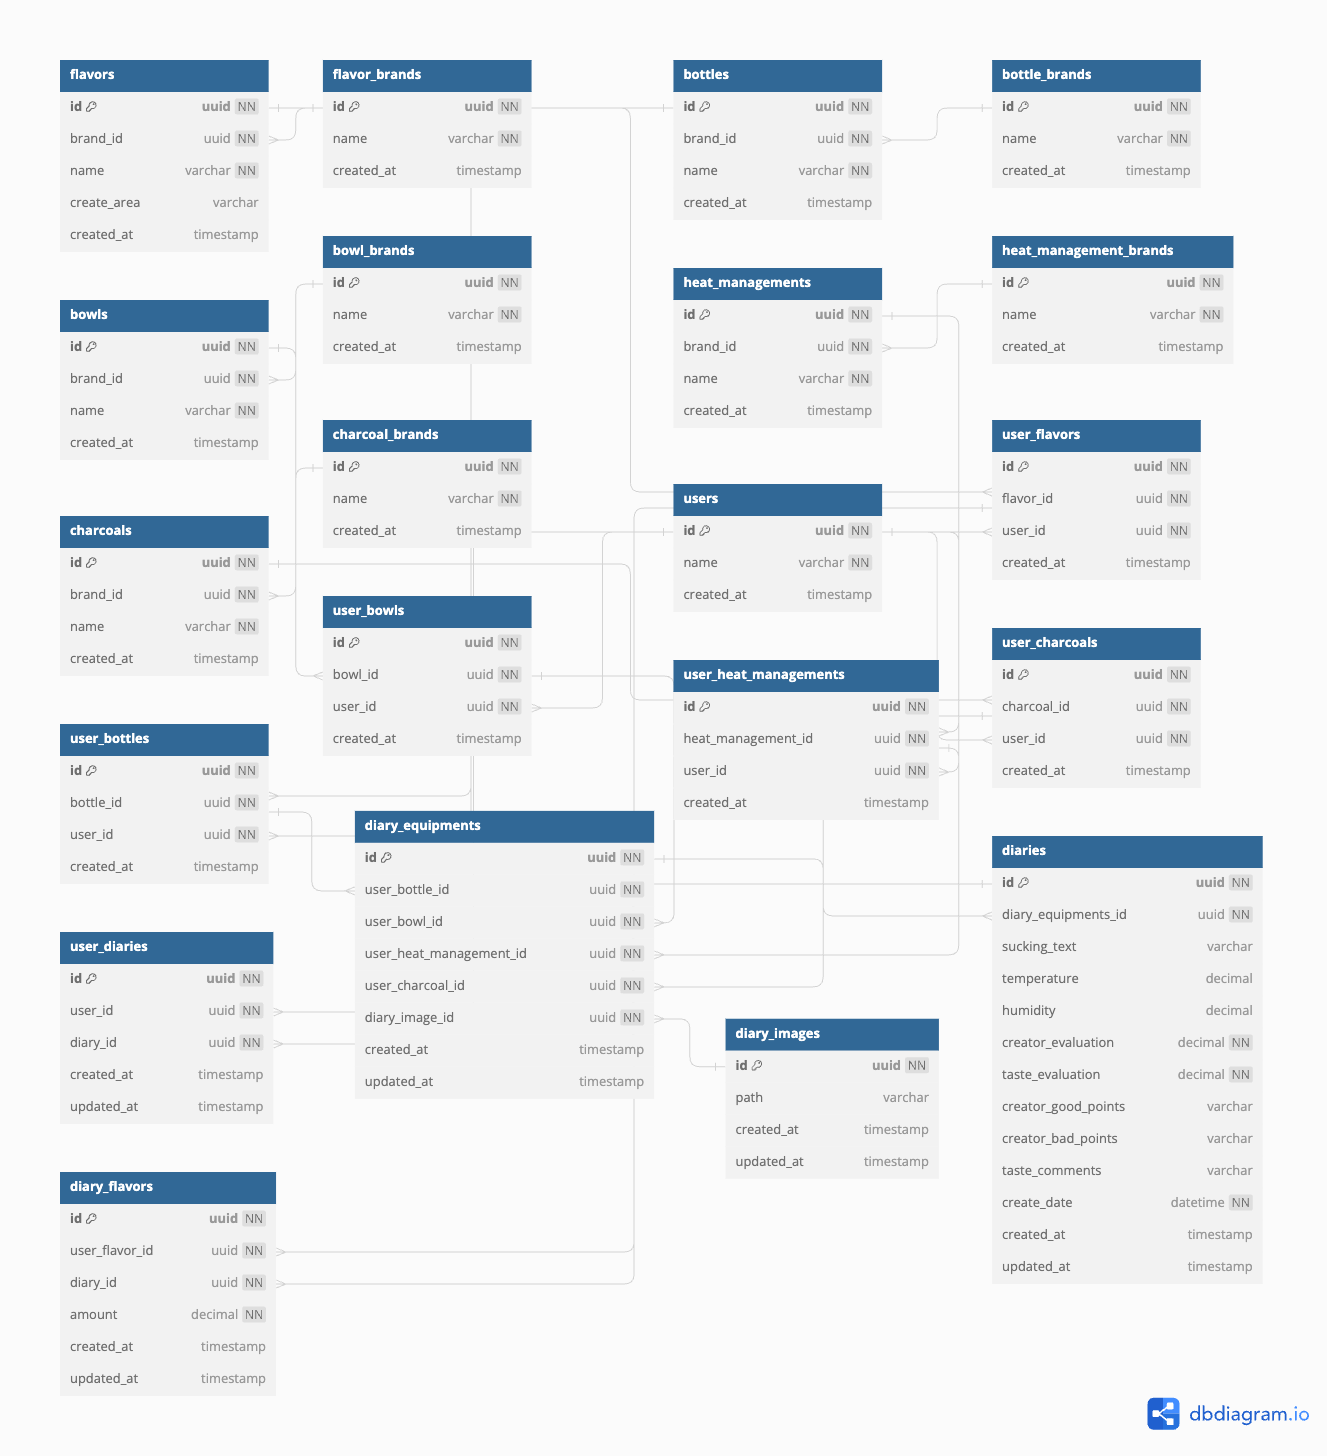 flavors
id uuid NN
brand_id uuid NN
name varchar NN
create_area varchar
created_at timestamp
flavor_brands
id uuid NN
name varchar NN
created_at timestamp
bottles
id uuid NN
brand_id uuid NN
name varchar NN
created_at timestamp
bottle_brands
id uuid NN
name varchar NN
created_at timestamp
bowl_brands
id uuid NN
name varchar NN
created_at timestamp
heat_managements
id uuid NN
brand_id uuid NN
name varchar NN
created_at timestamp
heat_management_brands
id uuid NN
name varchar NN
created_at timestamp
bowls
id uuid NN
brand_id uuid NN
name varchar NN
created_at timestamp
charcoal_brands
id uuid NN
name varchar NN
created_at timestamp
users
id uuid NN
name varchar NN
created_at timestamp
user_flavors
id uuid NN
flavor_id uuid NN
user_id uuid NN
created_at timestamp
charcoals
id uuid NN
brand_id uuid NN
name varchar NN
created_at timestamp
user_bowls
id uuid NN
bowl_id uuid NN
user_id uuid NN
created_at timestamp
user_heat_managements
id uuid NN
heat_management_id uuid NN
user_id uuid NN
created_at timestamp
user_charcoals
id uuid NN
charcoal_id uuid NN
user_id uuid NN
created_at timestamp
user_bottles
id uuid NN
bottle_id uuid NN
user_id uuid NN
created_at timestamp
diary_equipments
id uuid NN
user_bottle_id uuid NN
user_bowl_id uuid NN
user_heat_management_id uuid NN
user_charcoal_id uuid NN
diary_image_id uuid NN
created_at timestamp
updated_at timestamp
diaries
id uuid NN
diary_equipments_id uuid NN
sucking_text varchar
temperature decimal
humidity decimal
creator_evaluation decimal NN
taste_evaluation decimal NN
creator_good_points varchar
creator_bad_points varchar
taste_comments varchar
create_date datetime NN
created_at timestamp
updated_at timestamp
user_diaries
id uuid NN
user_id uuid NN
diary_id uuid NN
created_at timestamp
updated_at timestamp
diary_images
id uuid NN
path varchar
created_at timestamp
updated_at timestamp
diary_flavors
id uuid NN
user_flavor_id uuid NN
diary_id uuid NN
amount decimal NN
created_at timestamp
updated_at timestamp
dbdiagram.io